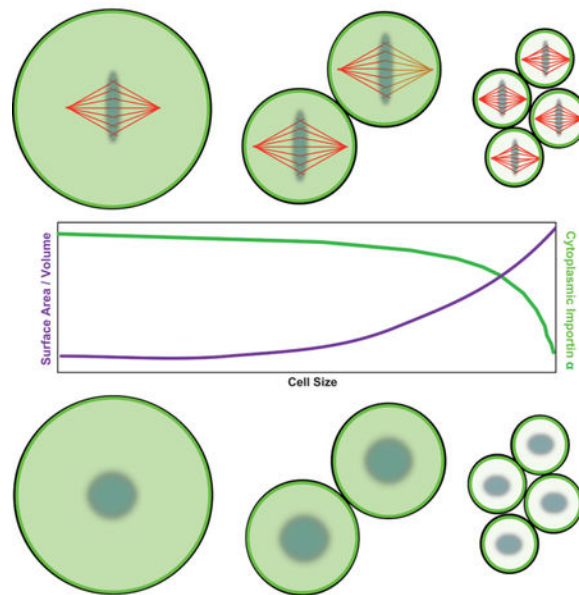 Surface Area / Volume
Cytoplasmic Importin α
Cell Size